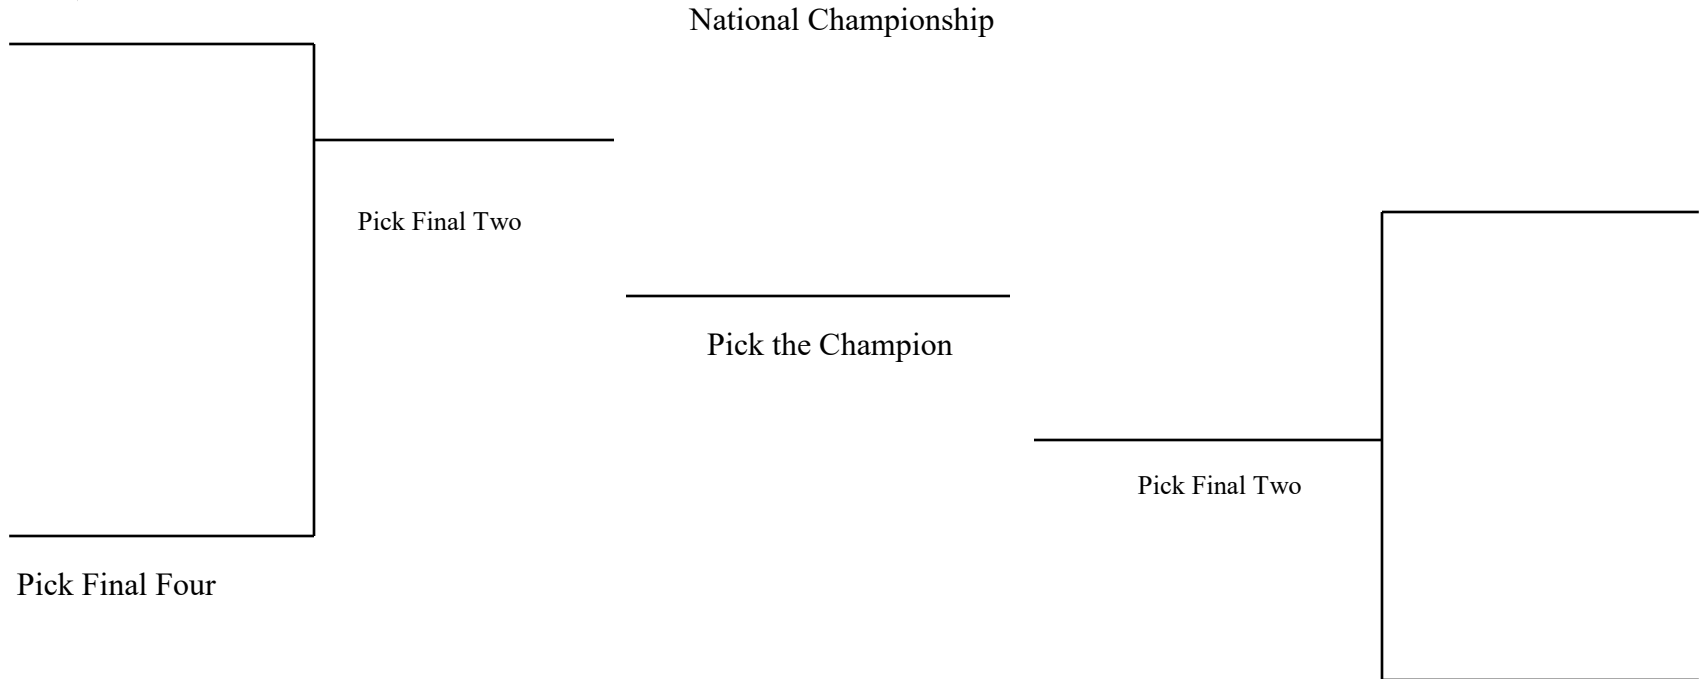 National Championship
Pick Final Two
Pick the Champion
Pick Final Two
Pick Final Four